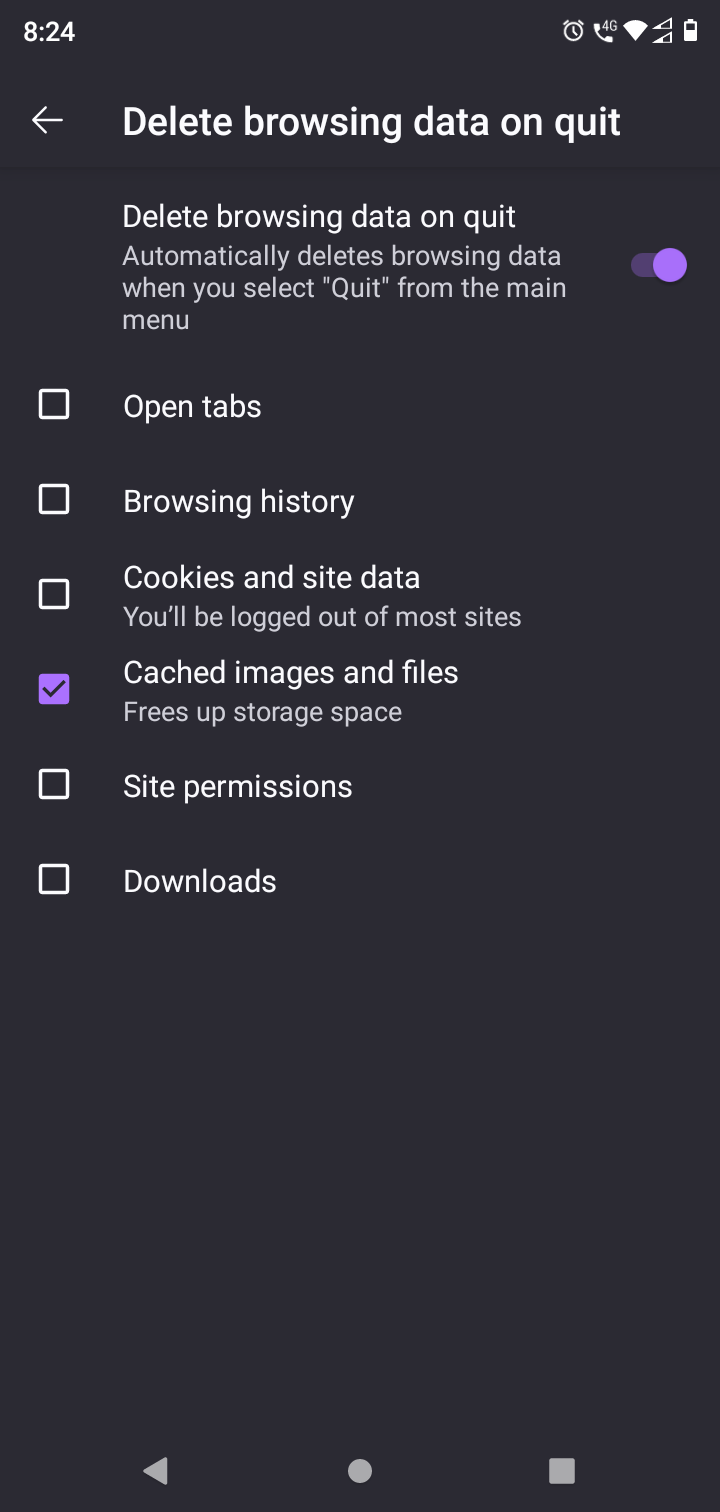 8:24
4G
Delete browsing data on quit
Delete browsing data on quit
Automatically deletes browsing data
when you select "Quit" from the main
menu
Open tabs
Browsing history
Cookies and site data
You’ll be logged out of most sites
Cached images and files
Frees up storage space
Site permissions
Downloads